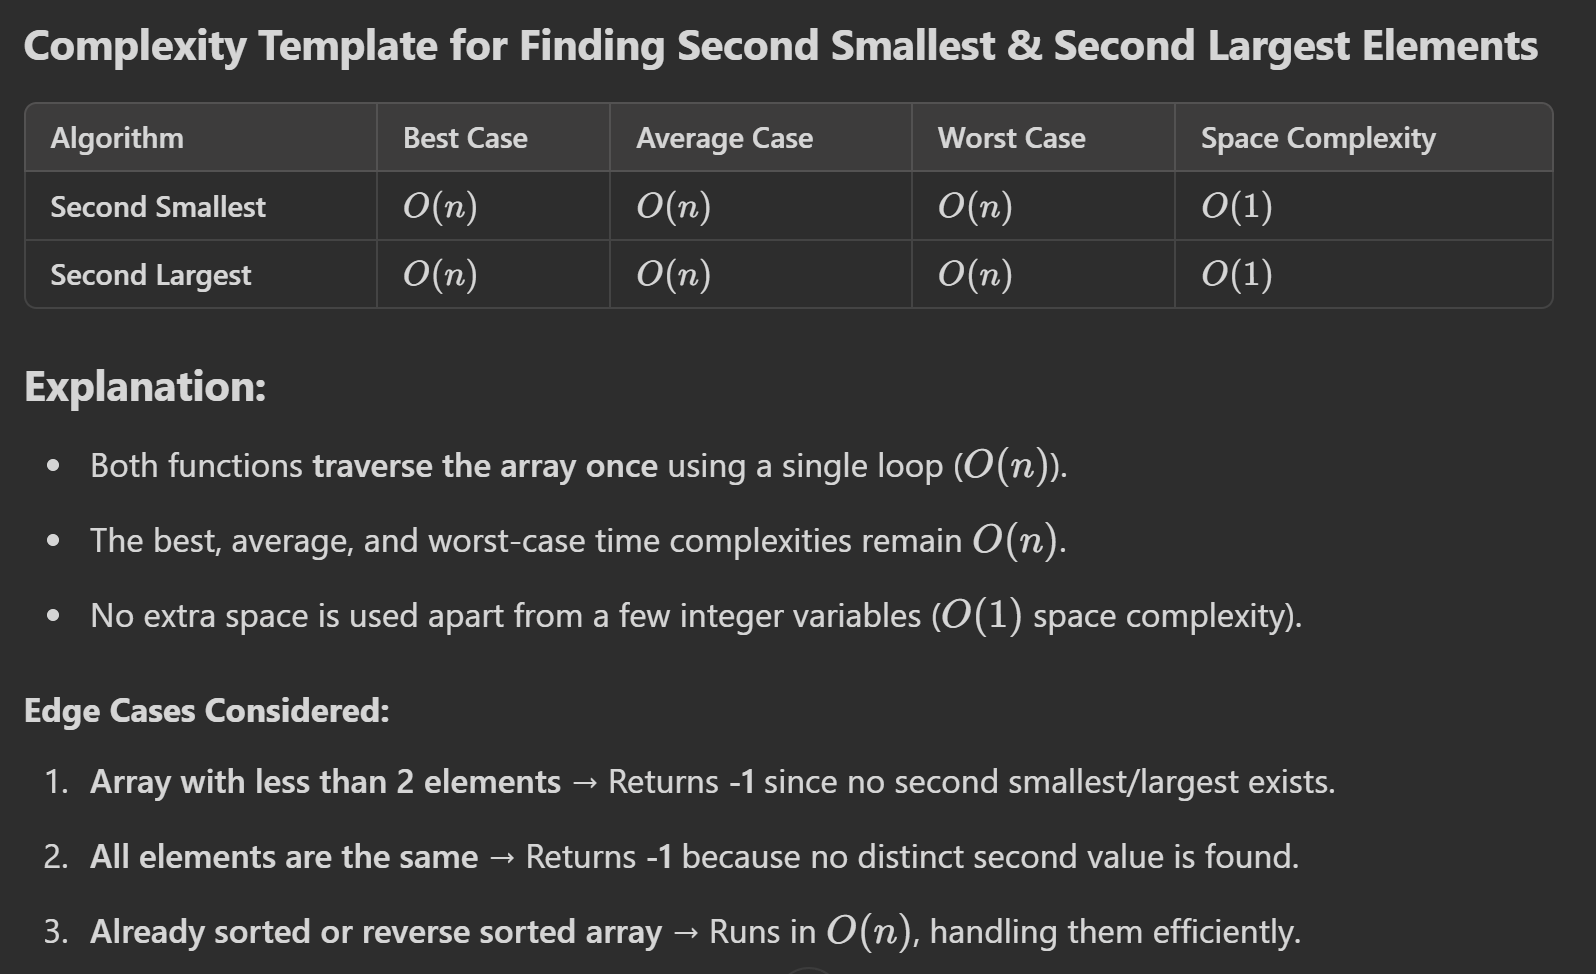 Complexity Template for Finding Second Smallest & Second Largest Elements
Algorithm Best Case Average Case Worst Case Space Complexity
Second Smallest O(n) O(n) O(n) O(1)
Second Largest O(n) O(n) O(n) O(1)
Explanation:
• Both functions traverse the array once using a single loop (O(n)).
• The best, average, and worst-case time complexities remain O(n).
• No extra space is used apart from a few integer variables (O(1) space complexity).
Edge Cases Considered:
1. Array with less than 2 elements → Returns -1 since no second smallest/largest exists.
2. All elements are the same → Returns -1 because no distinct second value is found.
3. Already sorted or reverse sorted array → Runs in O(n), handling them efficiently.